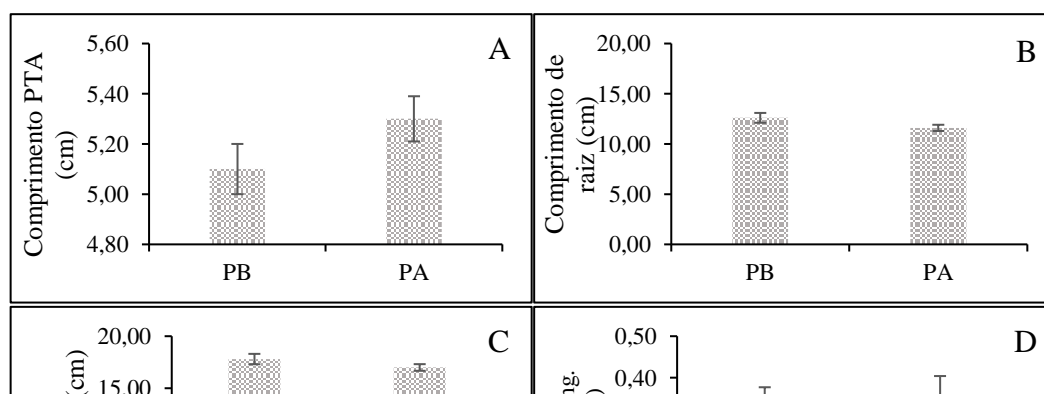 A
Comprimento PTA
(cm)
5,60
5,40
5,20
5,00
4,80
PB
PA
B
Comprimento de
raiz (cm)
20,00
15,00
10,00
5,00
0,00
PB
PA
C
(cm)
20,00
15,00
D
0,50
0,40